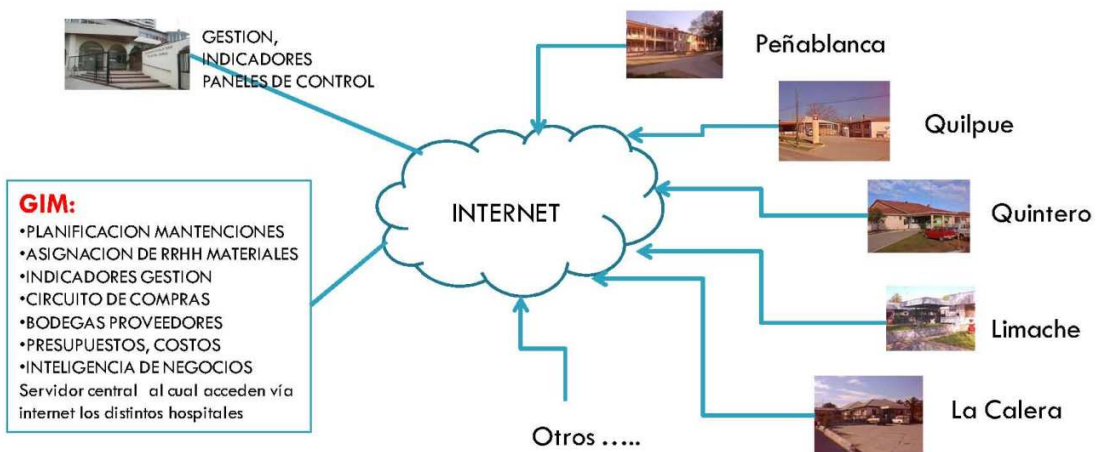 GESTION,
INDICADORES
PANELES DE CONTROL
Peñablanca
Quilpue
Quintero
Limache
La Calera
Otros .....
INTERNET
GIM:
•PLANIFICACION MANTENCIONES
•ASIGNACION DE RRHH MATERIALES
•INDICADORES GESTION
•CIRCUITO DE COMPRAS
•BODEGAS PROVEEDORES
•PRESUPUESTOS, COSTOS
•INTELIGENCIA DE NEGOCIOS
Servidor central al cual acceden vía
internet los distintos hospitales